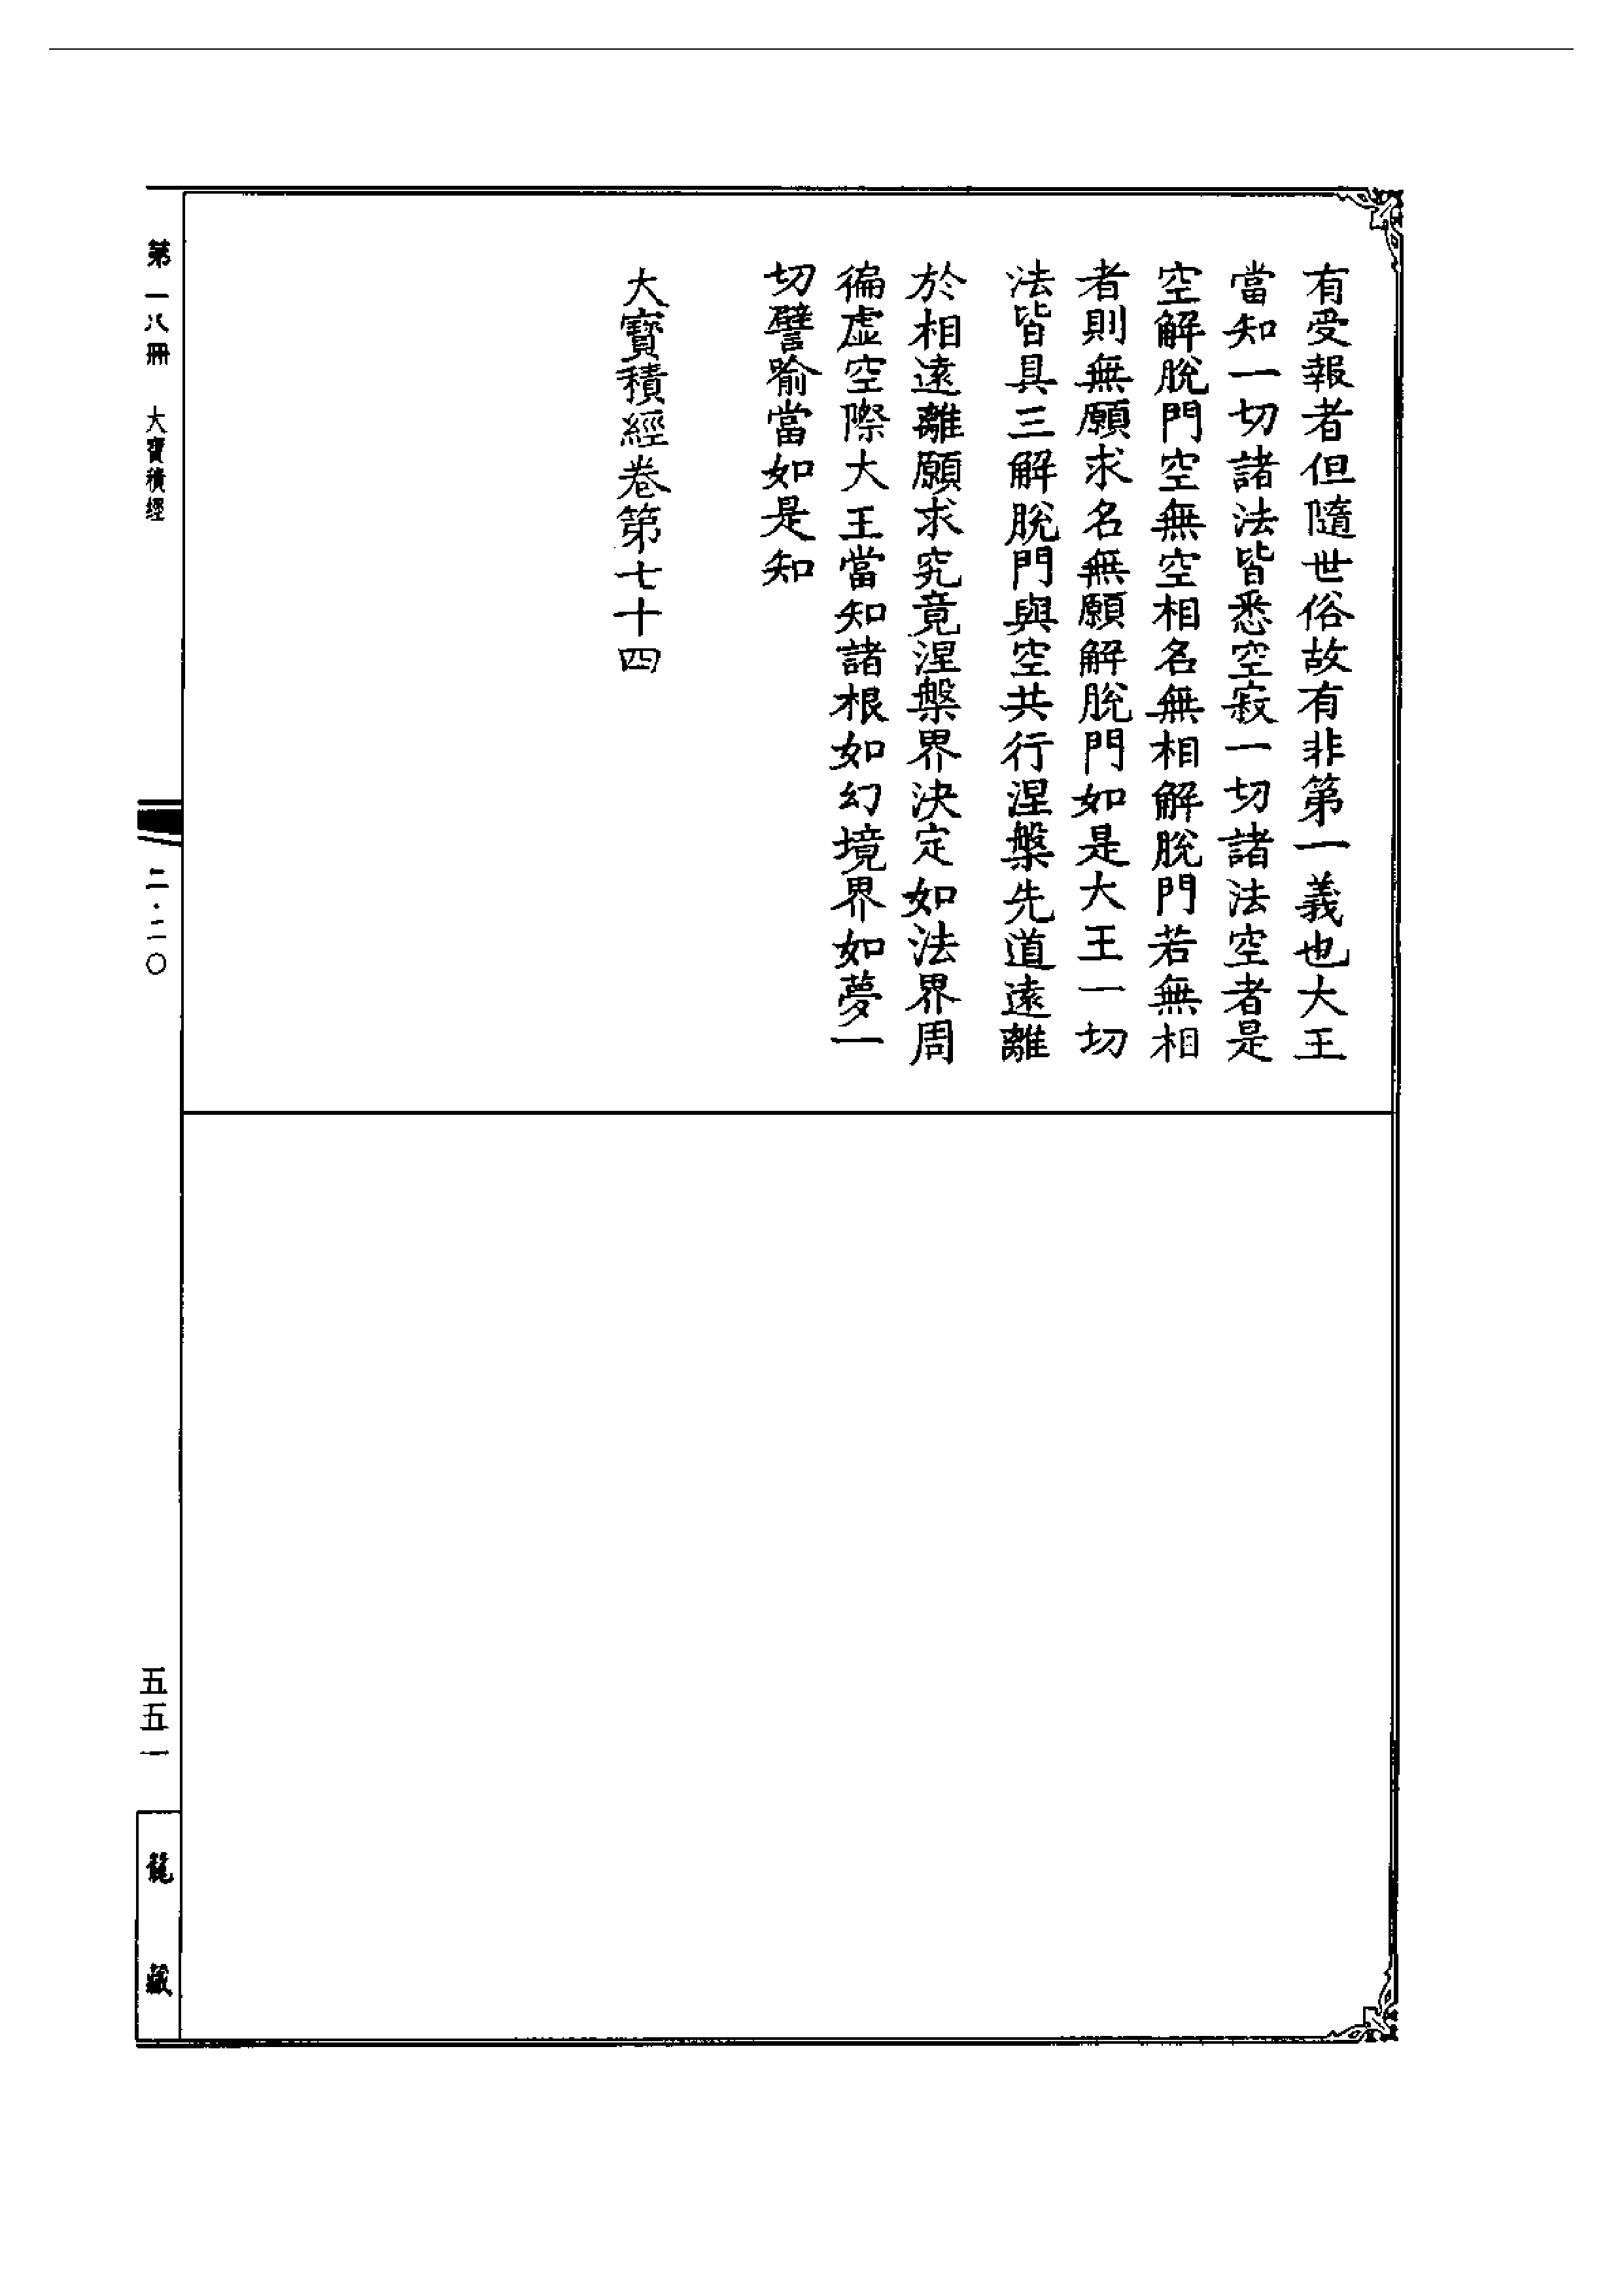 有受報者但隨世俗故有非第一義也大王
當知一切諸法皆悉空寂一切諸法空者是
空解脫門空無空相名無相解脫門若無相
者則無願求名無願解脫門如是大王一切
法皆具三解脫門與空共行涅槃先道遠離
於相遠離願求究竟涅槃界決定如法界周
徧虛空際大王當知諸根如幻境界如夢一
切譬喻當如是知
大寶積經卷第七十四
第一八冊 大寶積經
二·二〇
五五一
龍藏